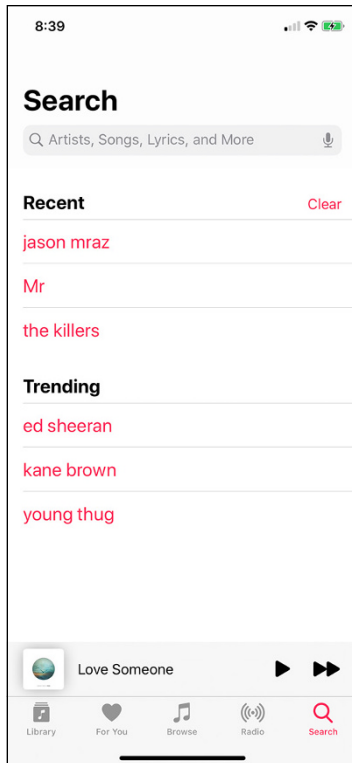 8:39
Search
Artists, Songs, Lyrics, and More
Recent Clear
jason mraz
Mr
the killers
Trending
ed sheeran
kane brown
young thug
Love Someone
Library For You Browse Radio Search